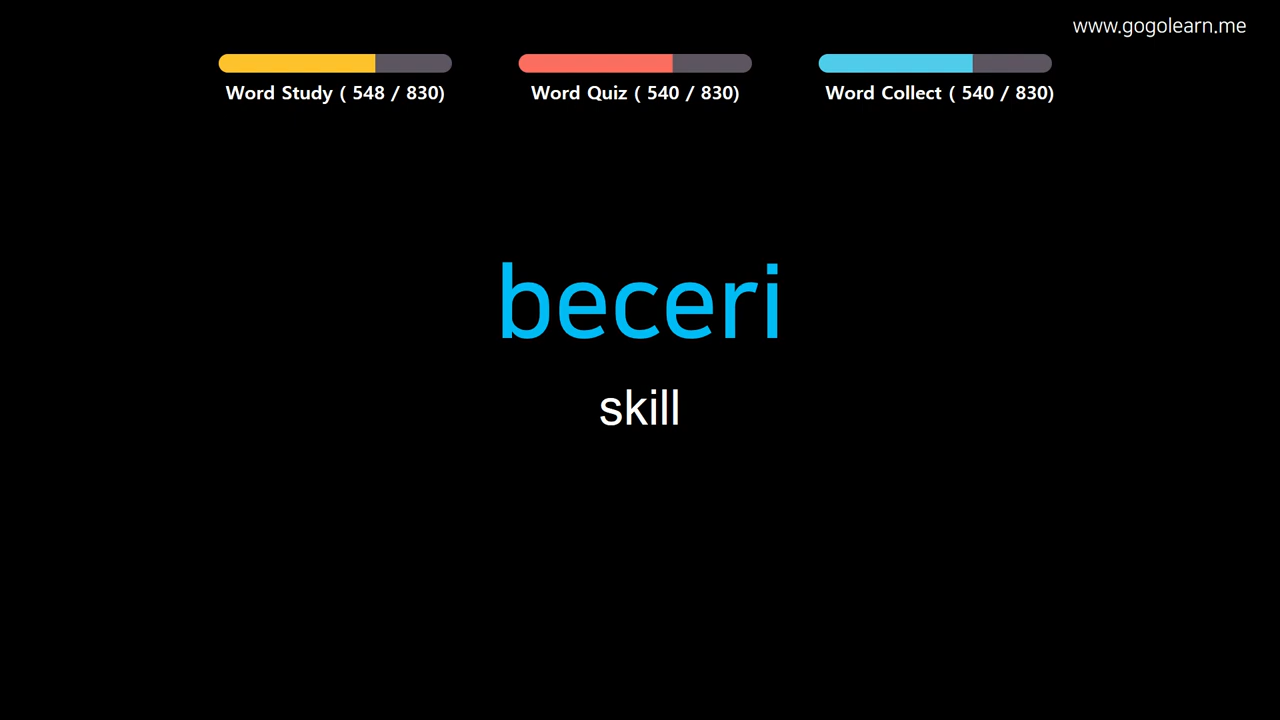 www.gogolearn.me
Word Study ( 548 / 830)
Word Quiz ( 540 / 830)
Word Collect ( 540 / 830)
beceri
skill